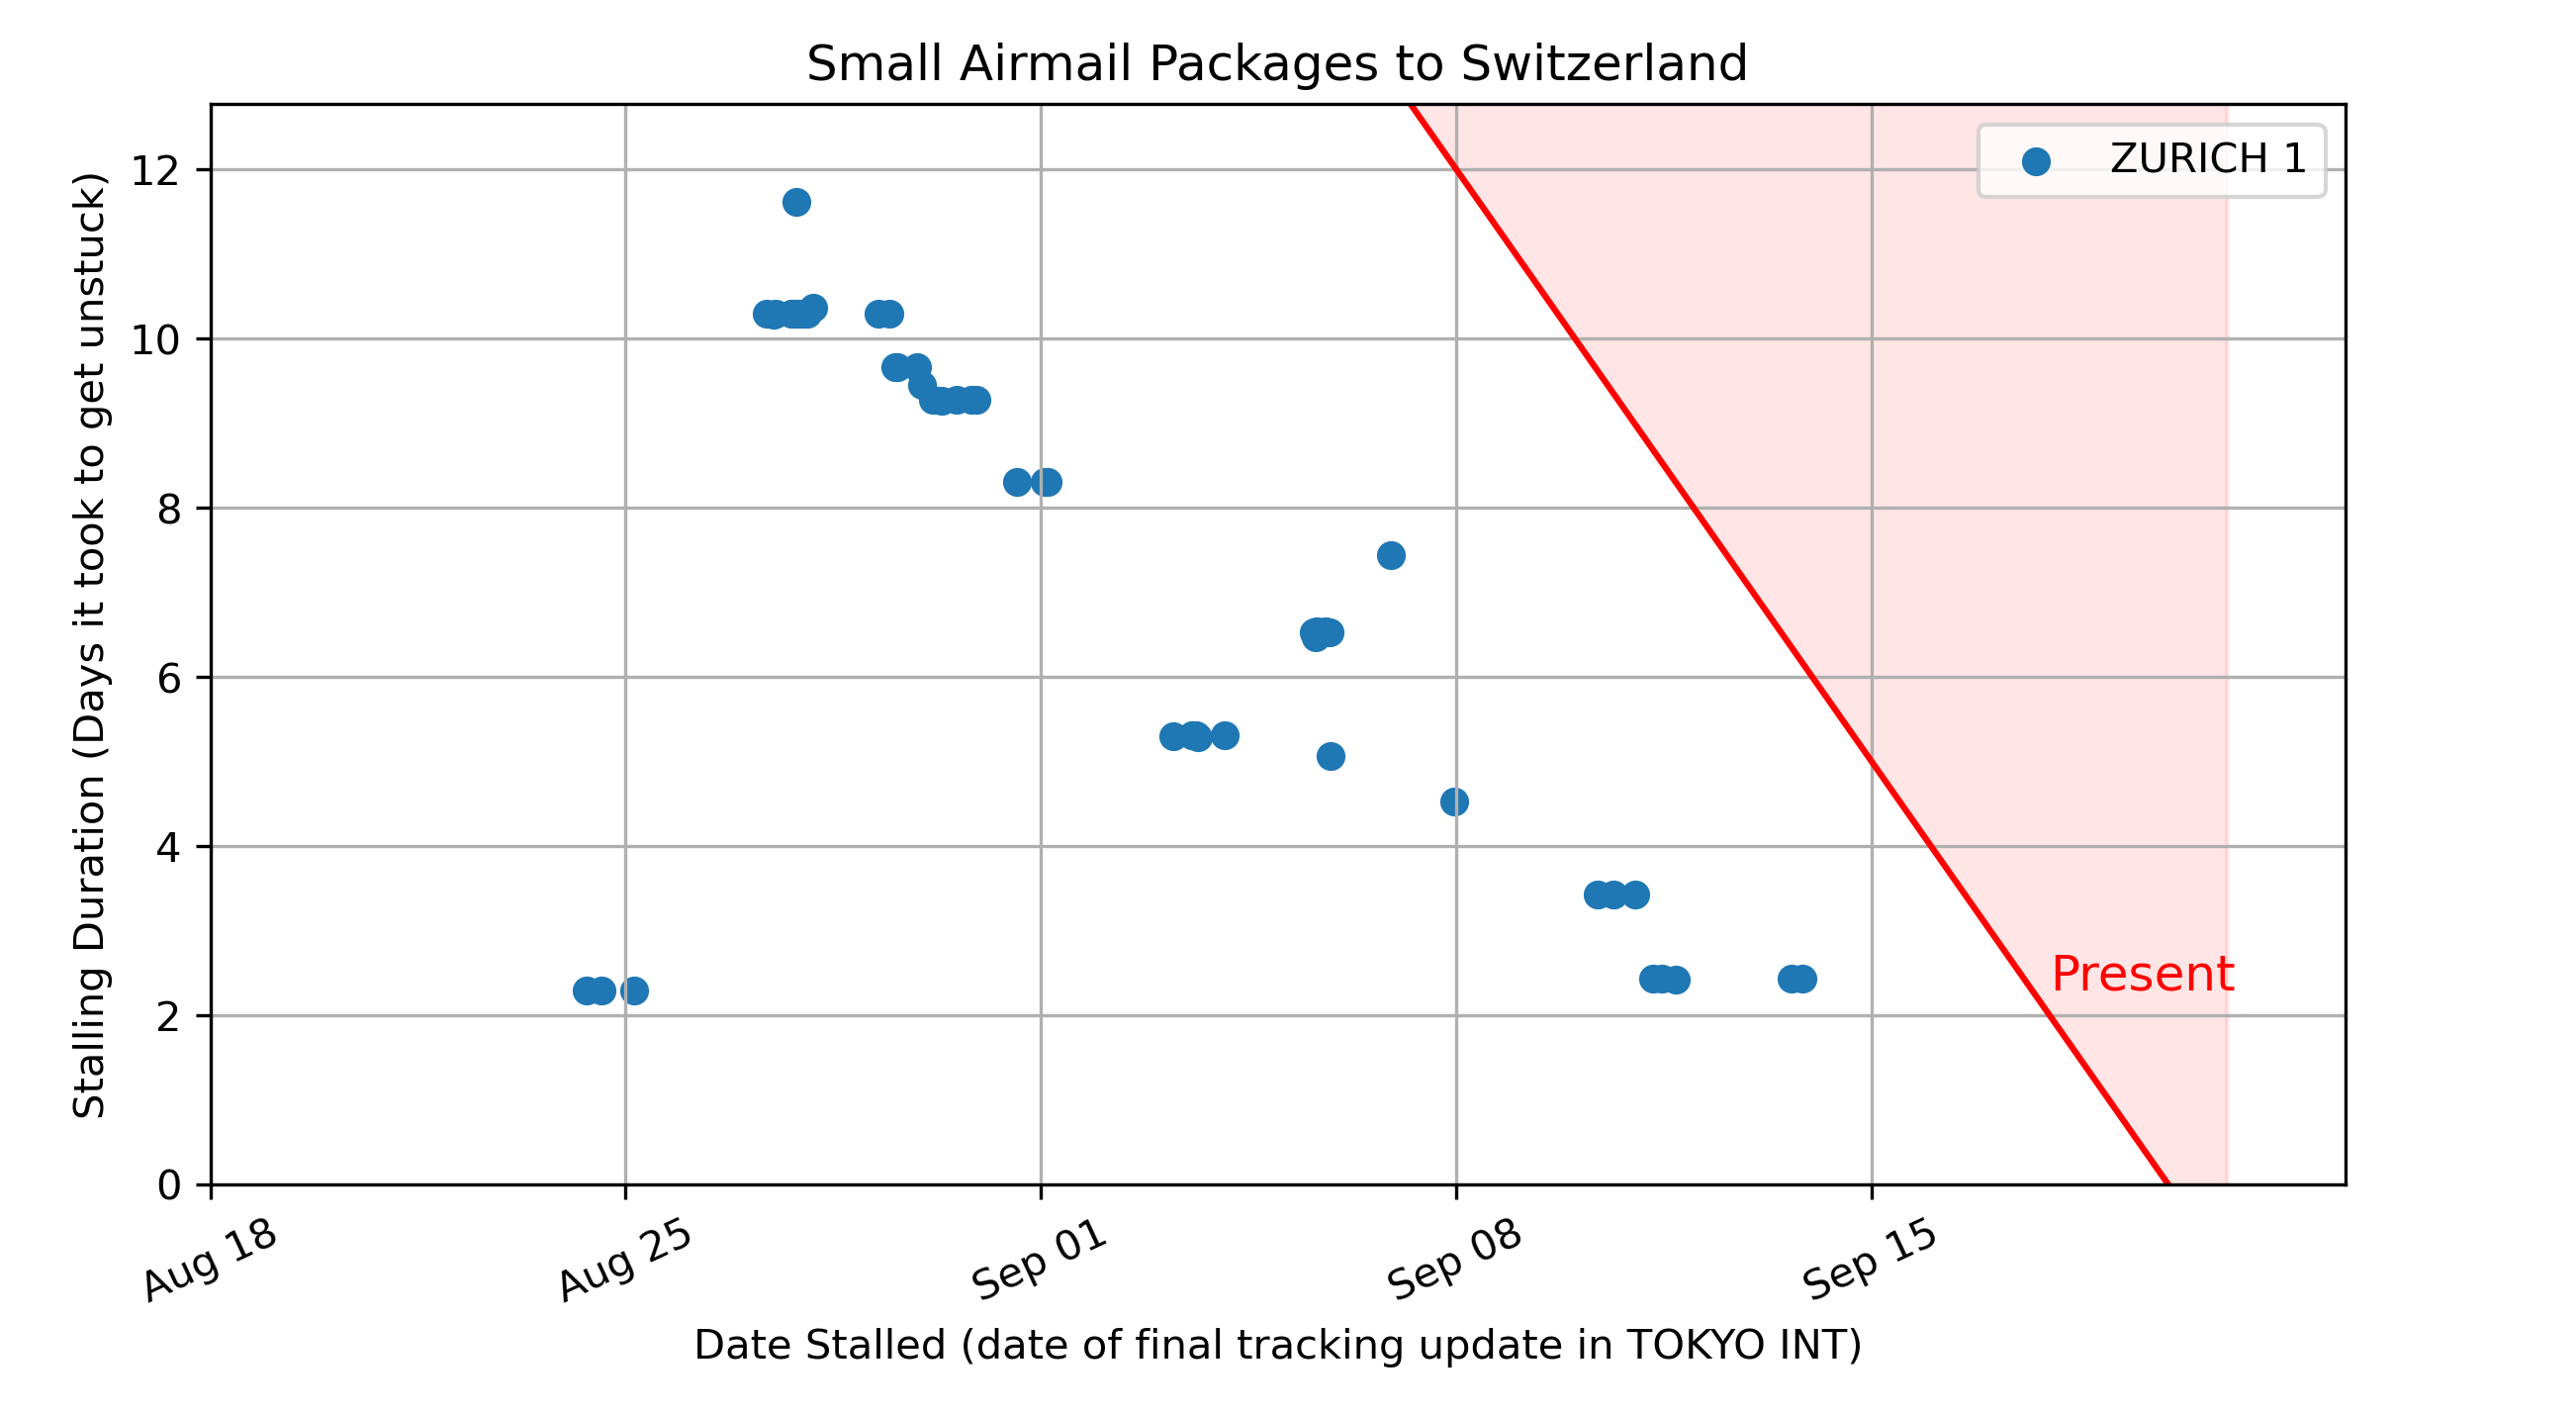 Small Airmail Packages to Switzerland
ZURICH 1
Stalling Duration (Days it took to get unstuck)
12
10
8
6
4
2
0
Present
Aug 18
Aug 25
Sep 01
Sep 08
Sep 15
Date Stalled (date of final tracking update in TOKYO INT)